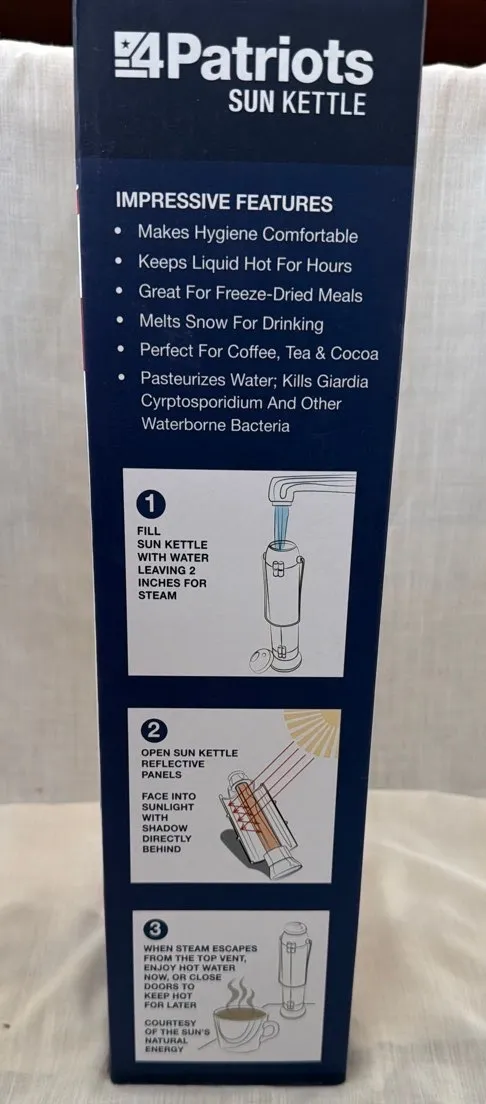 4Patriots
SUN KETTLE
IMPRESSIVE FEATURES
• Makes Hygiene Comfortable
• Keeps Liquid Hot For Hours
• Great For Freeze-Dried Meals
• Melts Snow For Drinking
• Perfect For Coffee, Tea & Cocoa
• Pasteurizes Water; Kills Giardia
Cyrptosporidium And Other
Waterborne Bacteria
1
FILL
SUN KETTLE
WITH WATER
LEAVING 2
INCHES FOR
STEAM
2
OPEN SUN KETTLE
REFLECTIVE
PANELS
FACE INTO
SUNLIGHT
WITH
SHADOW
DIRECTLY
BEHIND
3
WHEN STEAM ESCAPES
FROM THE TOP VENT,
ENJOY HOT WATER
NOW, OR CLOSE
DOORS TO
KEEP HOT
FOR LATER
COURTESY
OF THE SUN'S
NATURAL
ENERGY